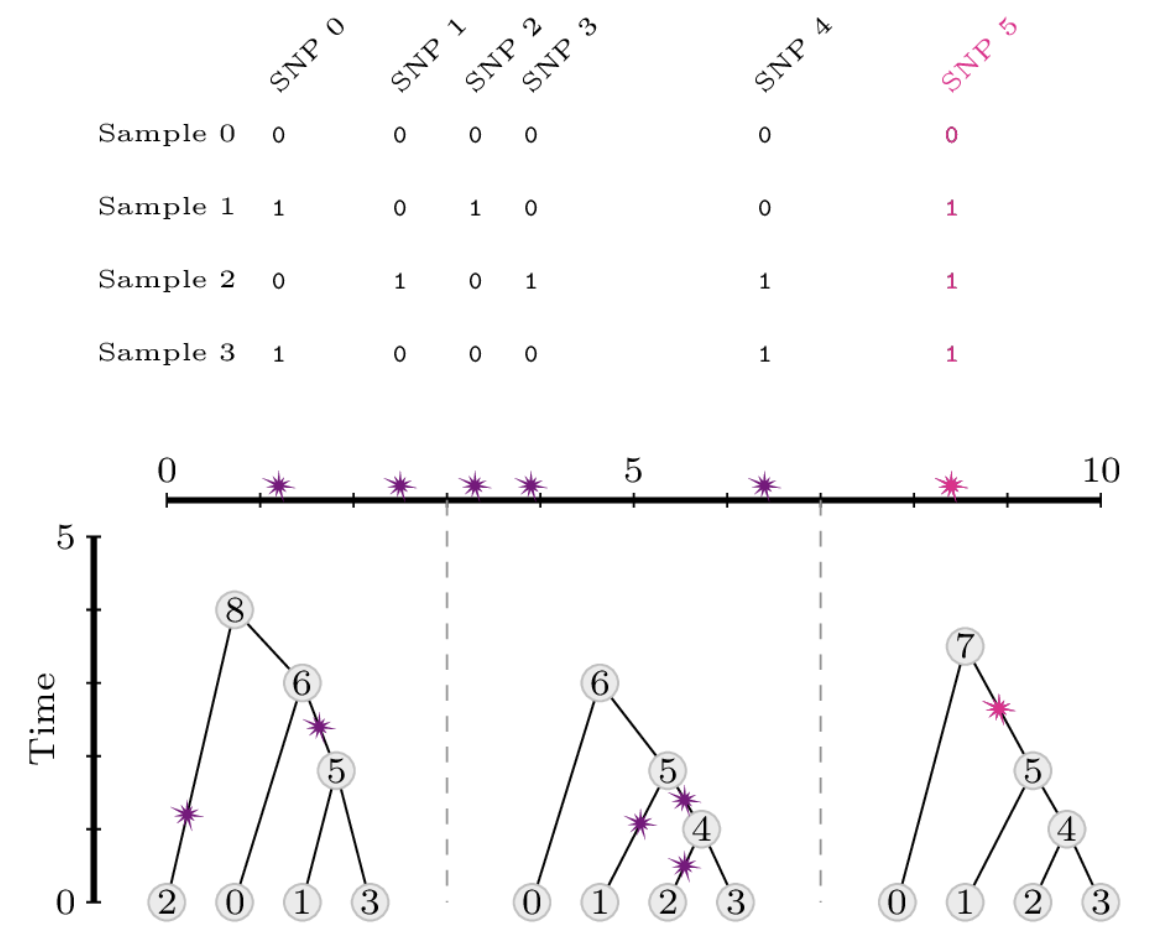 SNP 0 SNP 1 SNP 2 SNP 3 SNP 4 SNP 5
Sample 0 0 0 0 0 0 0
Sample 1 1 0 1 0 0 1
Sample 2 0 1 0 1 1 1
Sample 3 1 0 0 0 1 1
0 5 10
5
8
7
6 6
5 5 5
4 4
Time
0 2 0 1 3 0 1 2 3 0 1 2 3